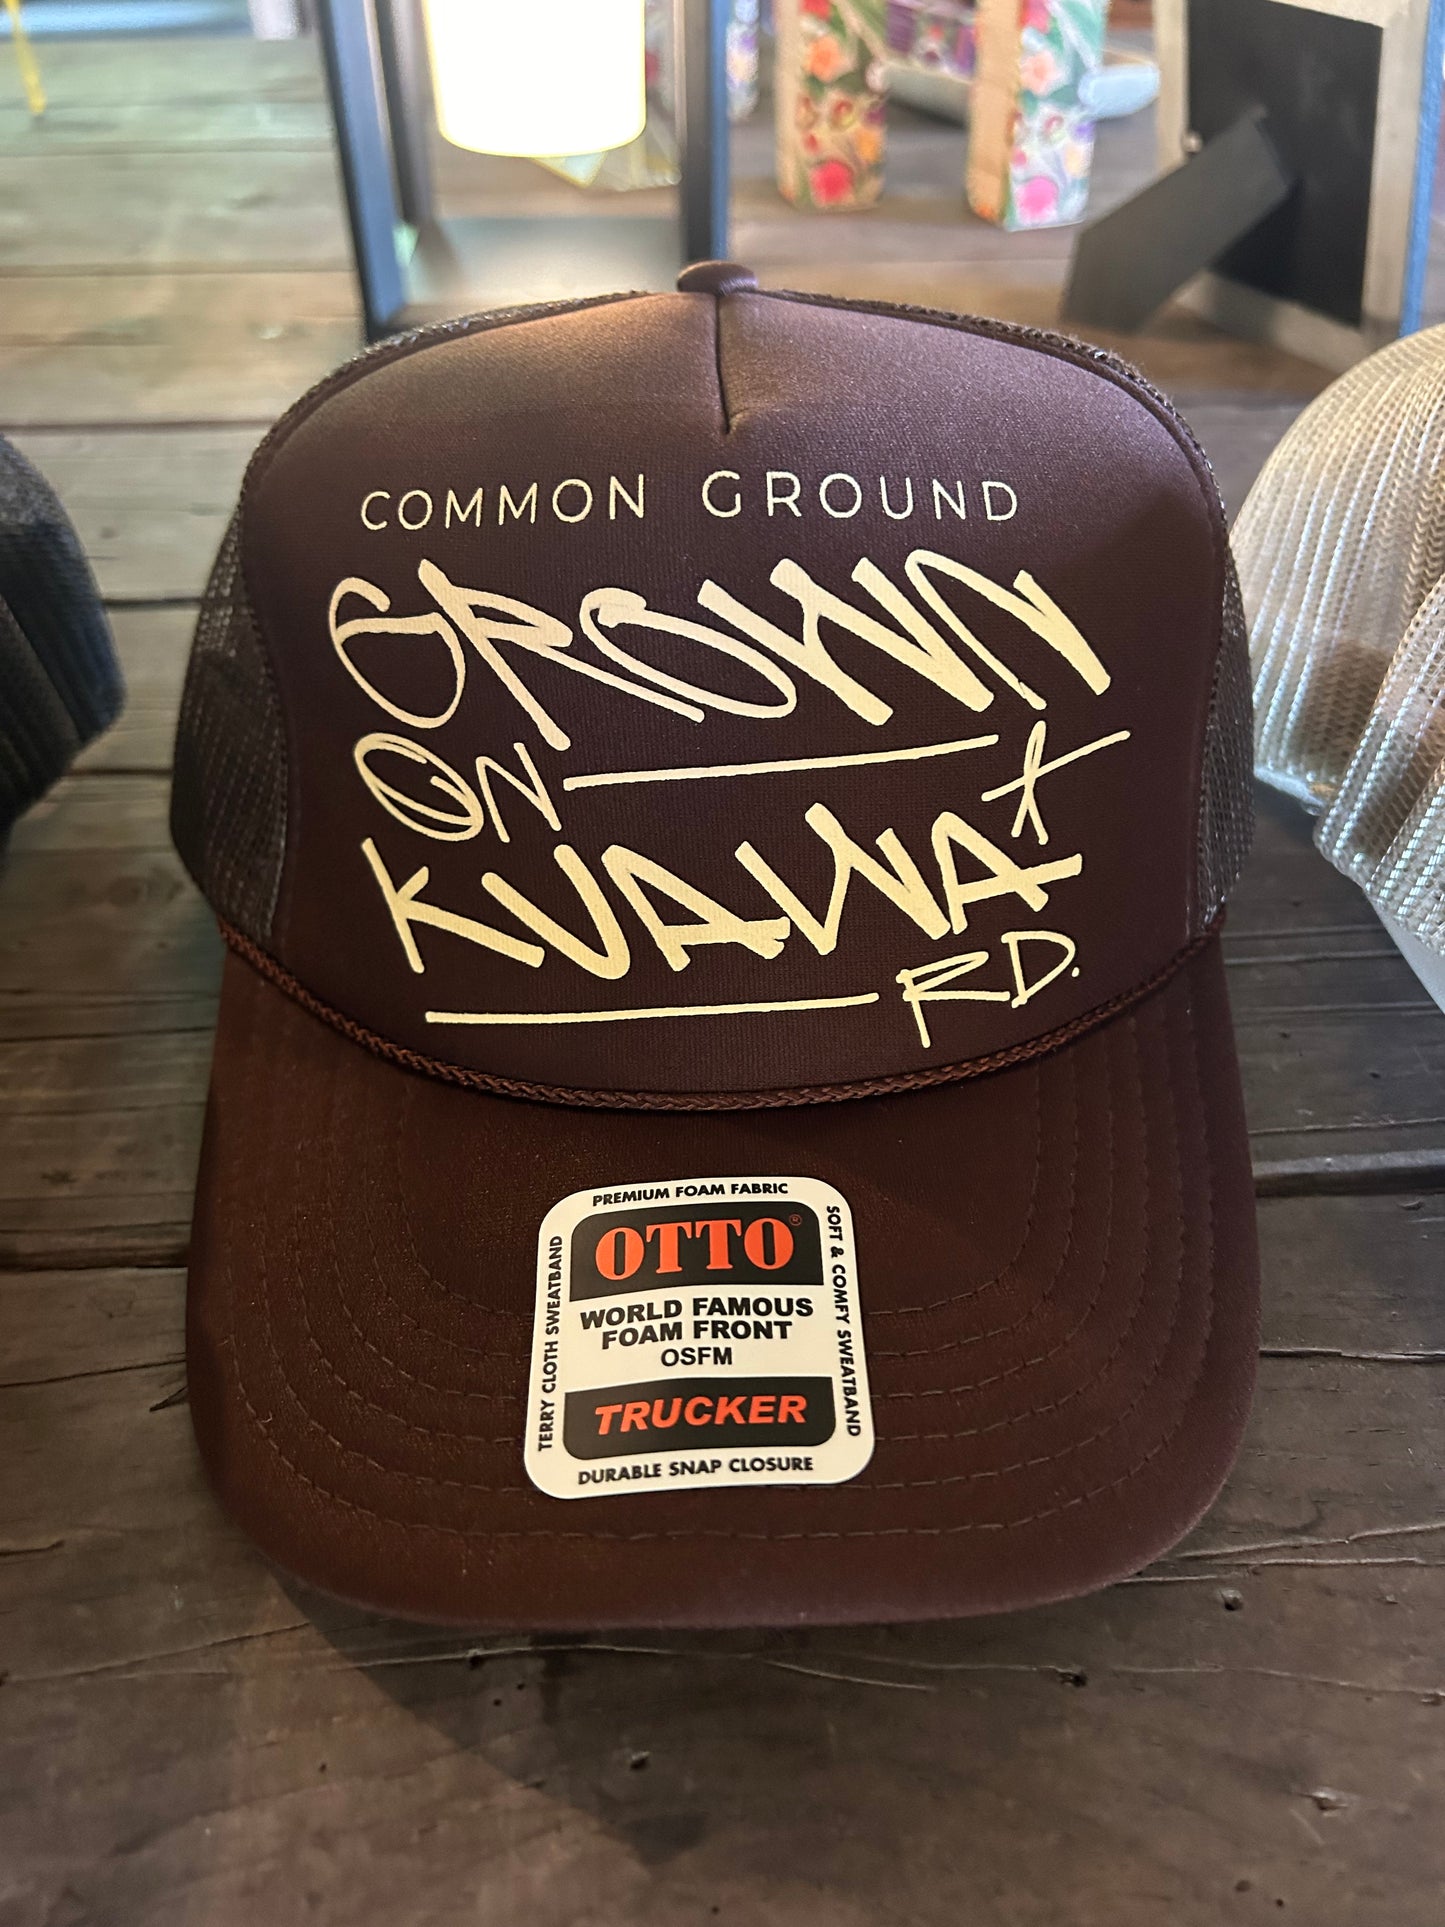 COMMON GROUND
GROWN
ON
KUAWA
RD.
PREMIUM FOAM FABRIC
OTTO®
WORLD FAMOUS
FOAM FRONT
OSFM
TRUCKER
DURABLE SNAP CLOSURE
TERRY CLOTH SWEATBAND
SOFT & COMFY SWEATBAND